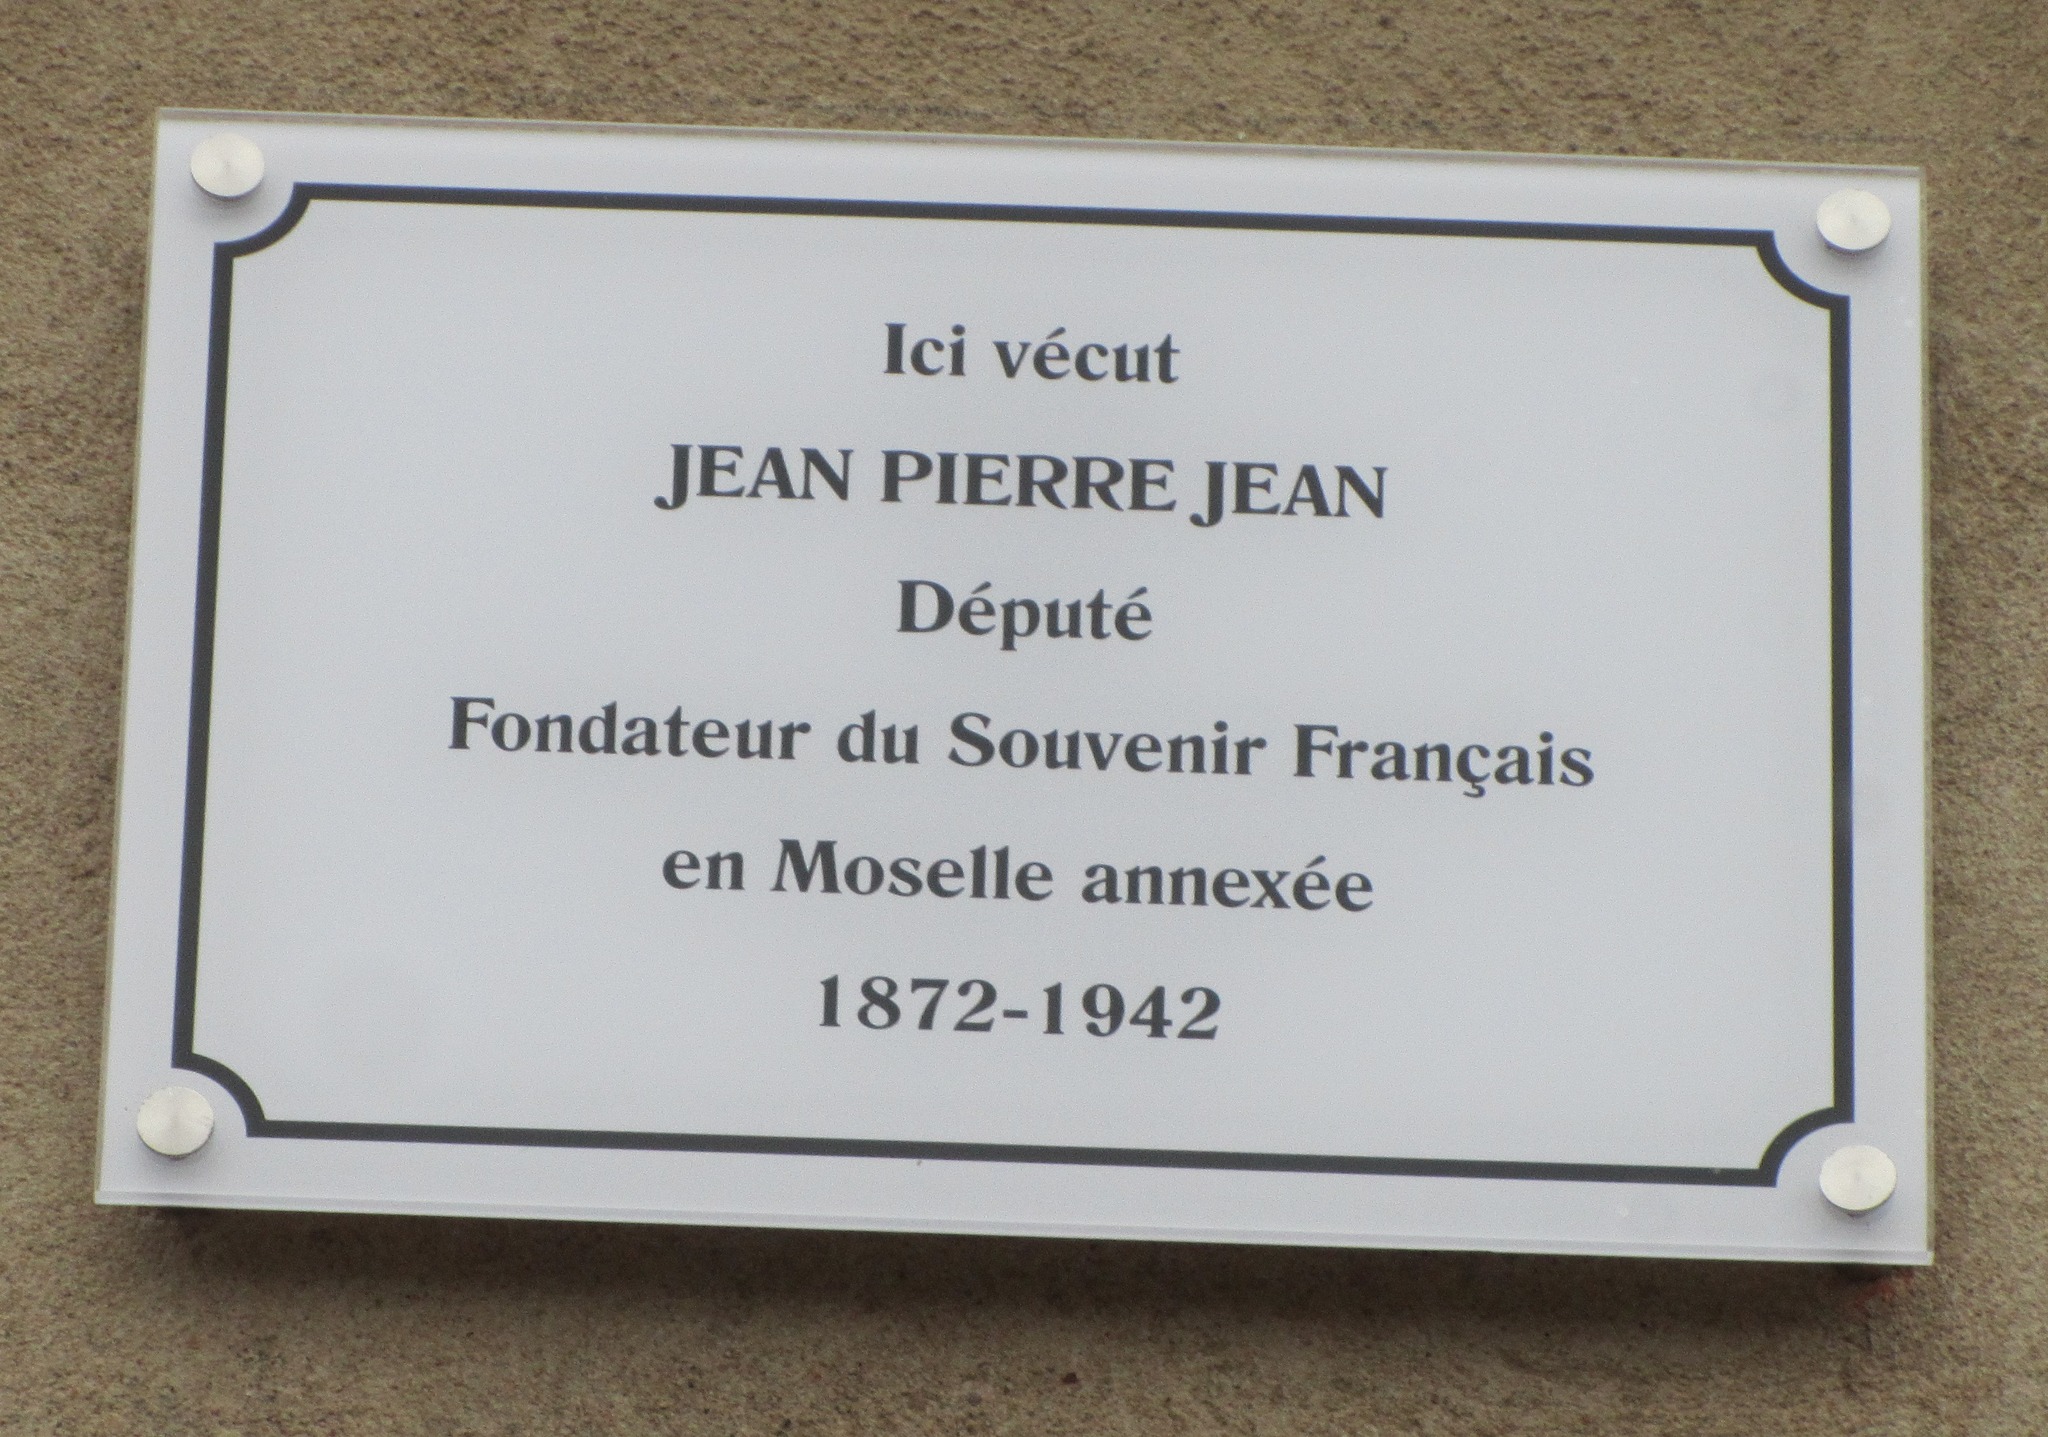 Ici vécut
JEAN PIERRE JEAN
Député
Fondateur du Souvenir Français
en Moselle annexée
1872-1942